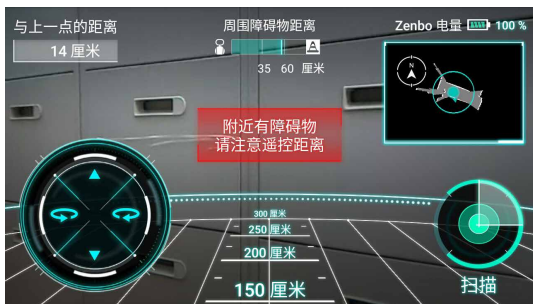 与上一点的距离
14 厘米
周围障碍物距离
35 60 厘米
Zenbo 电量 100 %
N
附近有障碍物
请注意遥控距离
300 厘米
250 厘米
200 厘米
150 厘米
扫描